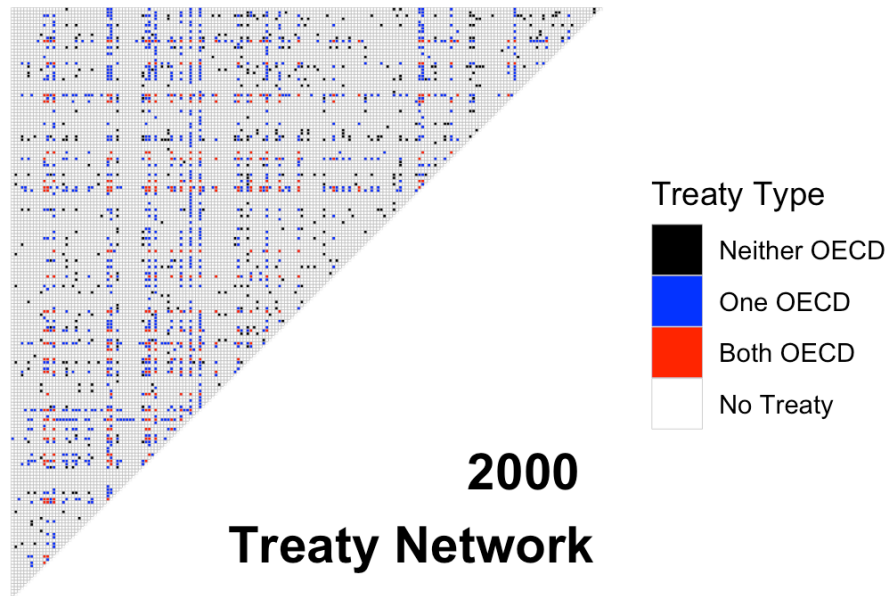 Treaty Type
Neither OECD
One OECD
Both OECD
No Treaty
2000
Treaty Network